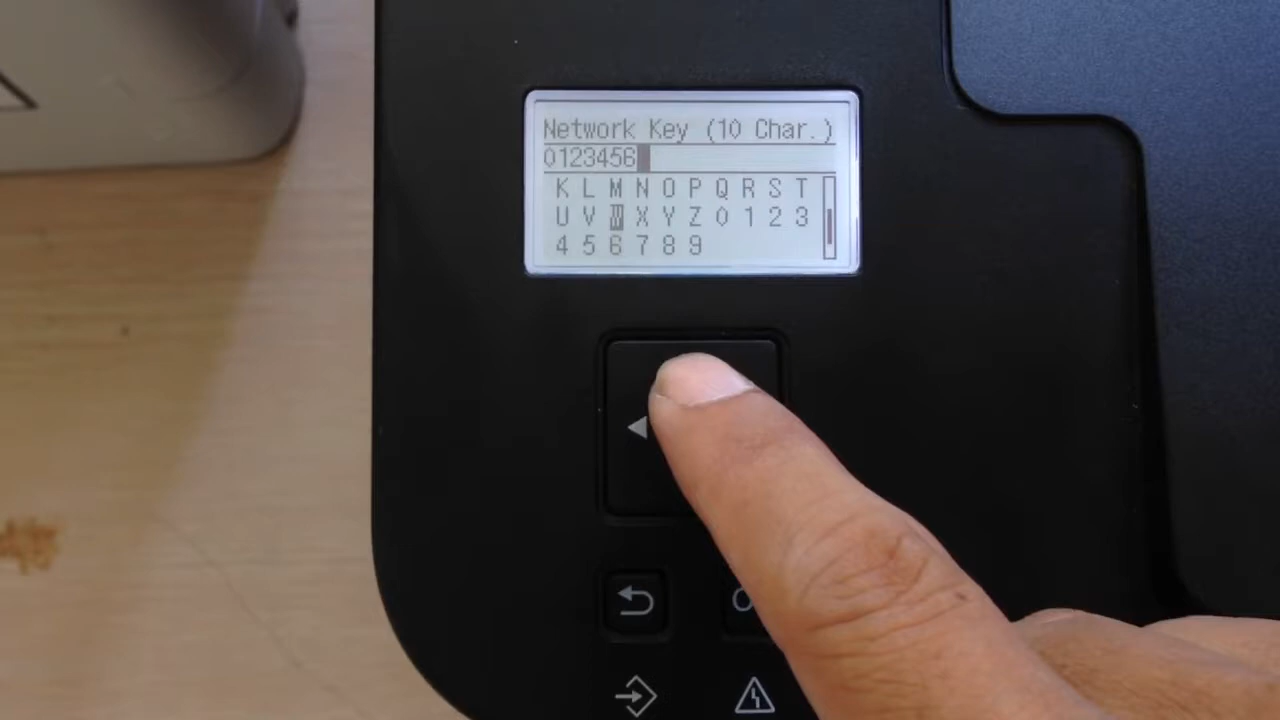 Network Key (10 Char.)
0123456
K L M N O P Q R S T
U V W X Y Z 0 1 2 3
4 5 6 7 8 9